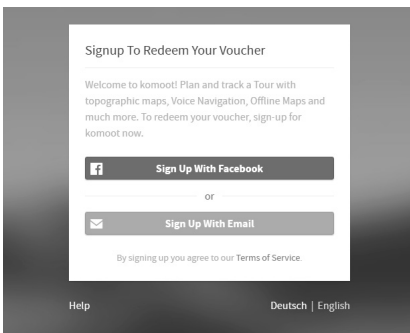 Signup To Redeem Your Voucher
Welcome to komoot! Plan and track a Tour with
topographic maps, Voice Navigation, Offline Maps and
much more. To redeem your voucher, sign-up for
komoot now.
Sign Up With Facebook
or
Sign Up With Email
By signing up you agree to our Terms of Service.
Help
Deutsch | English